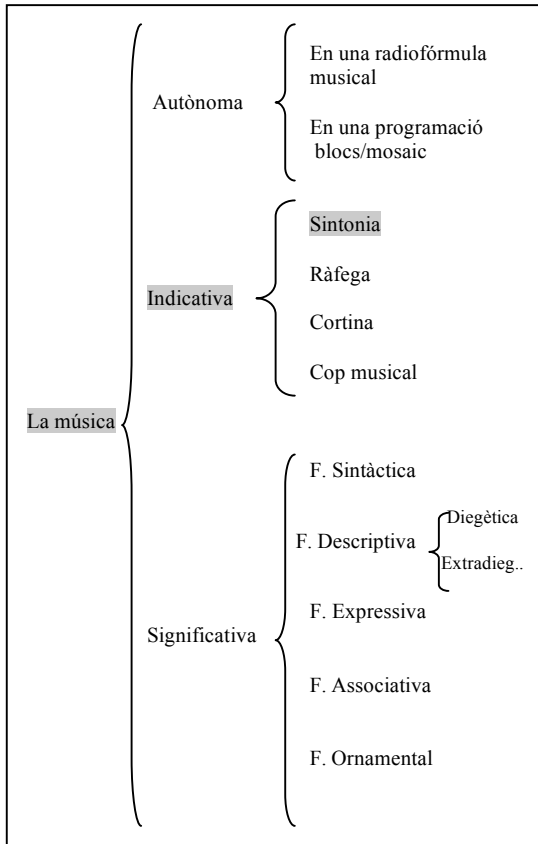 En una radiofórmula
musical
Autònoma
En una programació
blocs/mosaic
Sintonia
Ràfega
Indicativa
Cortina
Cop musical
La música
F. Sintàctica
Diegètica
F. Descriptiva
Extradieg..
F. Expressiva
Significativa
F. Associativa
F. Ornamental